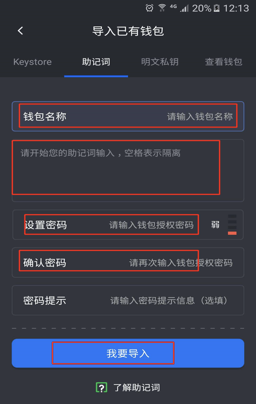 4G 20% 12:13
导入已有钱包
Keystore 助记词 明文私钥 查看钱包
钱包名称 请输入钱包名称
请开始您的助记词输入，空格表示隔离
设置密码 请输入钱包授权密码 弱
确认密码 请再次输入钱包授权密码
密码提示 请输入密码提示信息（选填）
我要导入
? 了解助记词